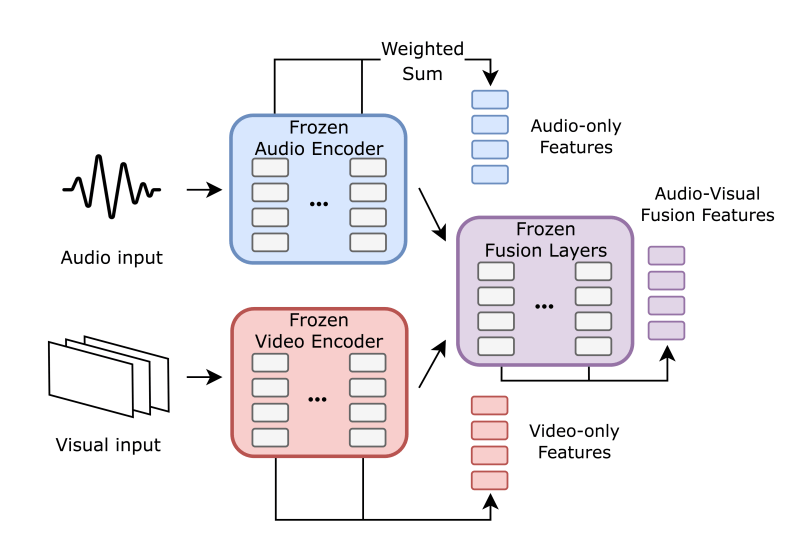 Weighted
Sum
Frozen
Audio Encoder
...
Audio-only
Features
Audio input
Audio-Visual
Fusion Features
Frozen
Fusion Layers
...
Frozen
Video Encoder
...
Visual input
Video-only
Features